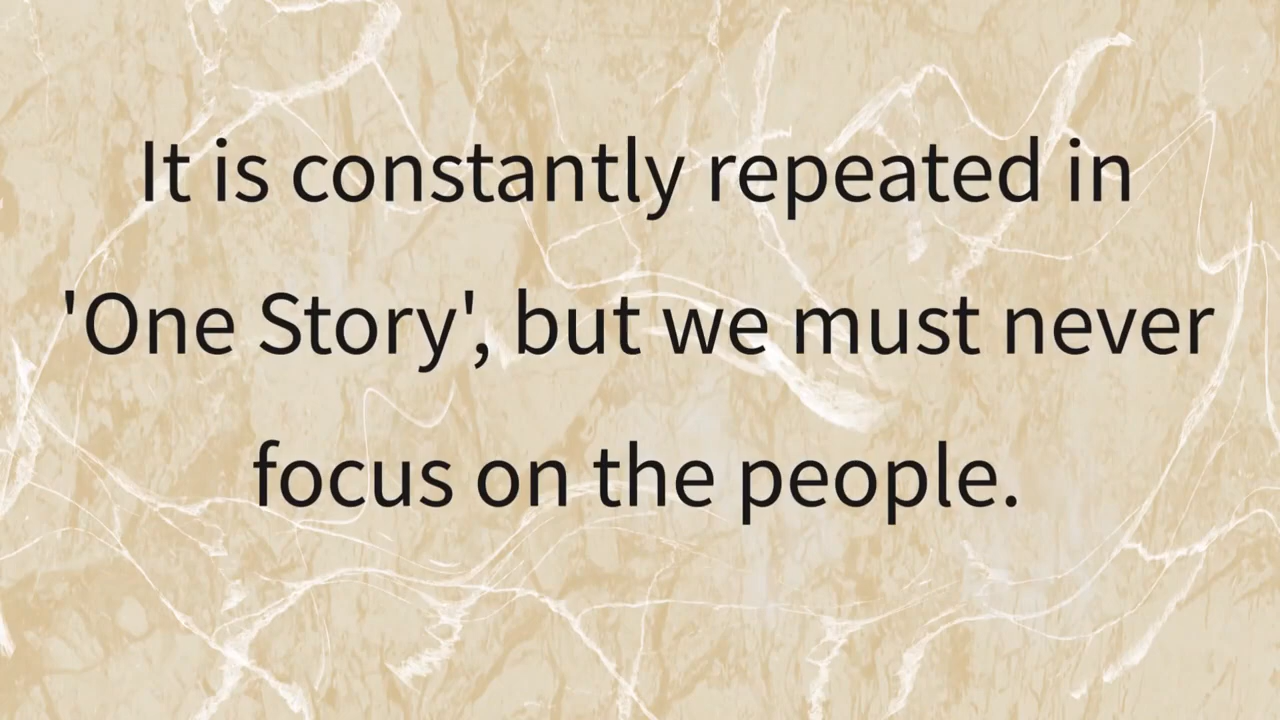 It is constantly repeated in
'One Story', but we must never
focus on the people.